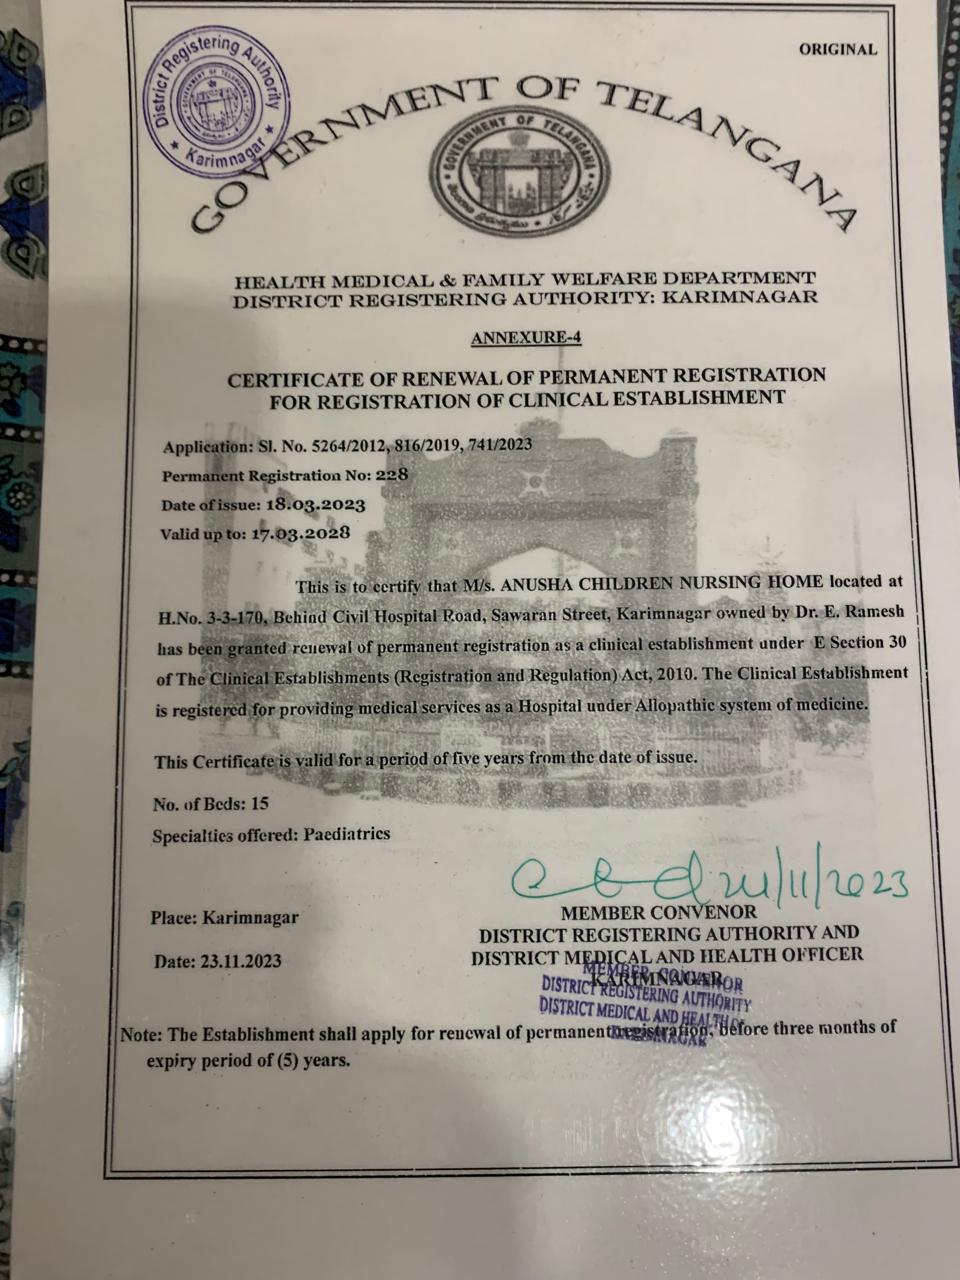 ORIGINAL
District Registering Authority
Karimnagar
GOVERNMENT OF TELANGANA
GOVERNMENT OF TELANGANA
HEALTH MEDICAL & FAMILY WELFARE DEPARTMENT
DISTRICT REGISTERING AUTHORITY: KARIMNAGAR
ANNEXURE-4
CERTIFICATE OF RENEWAL OF PERMANENT REGISTRATION
FOR REGISTRATION OF CLINICAL ESTABLISHMENT
Application: Sl. No. 5264/2012, 816/2019, 741/2023
Permanent Registration No: 228
Date of issue: 18.03.2023
Valid up to: 17.03.2028
This is to certify that M/s. ANUSHA CHILDREN NURSING HOME located at
H.No. 3-3-170, Behind Civil Hospital Road, Sawaran Street, Karimnagar owned by Dr. E. Ramesh
has been granted renewal of permanent registration as a clinical establishment under E Section 30
of The Clinical Establishments (Registration and Regulation) Act, 2010. The Clinical Establishment
is registered for providing medical services as a Hospital under Allopathic system of medicine.
This Certificate is valid for a period of five years from the date of issue.
No. of Beds: 15
Specialties offered: Paediatrics
/11/2023
Place: Karimnagar
MEMBER CONVENOR
DISTRICT REGISTERING AUTHORITY AND
Date: 23.11.2023
DISTRICT MEDICAL AND HEALTH OFFICER
KARIMNAGAR
MEMBER CONVENOR
DISTRICT REGISTERING AUTHORITY
DISTRICT MEDICAL AND HEALTH
KARIMNAGAR
Note: The Establishment shall apply for renewal of permanent registration, before three months of
expiry period of (5) years.